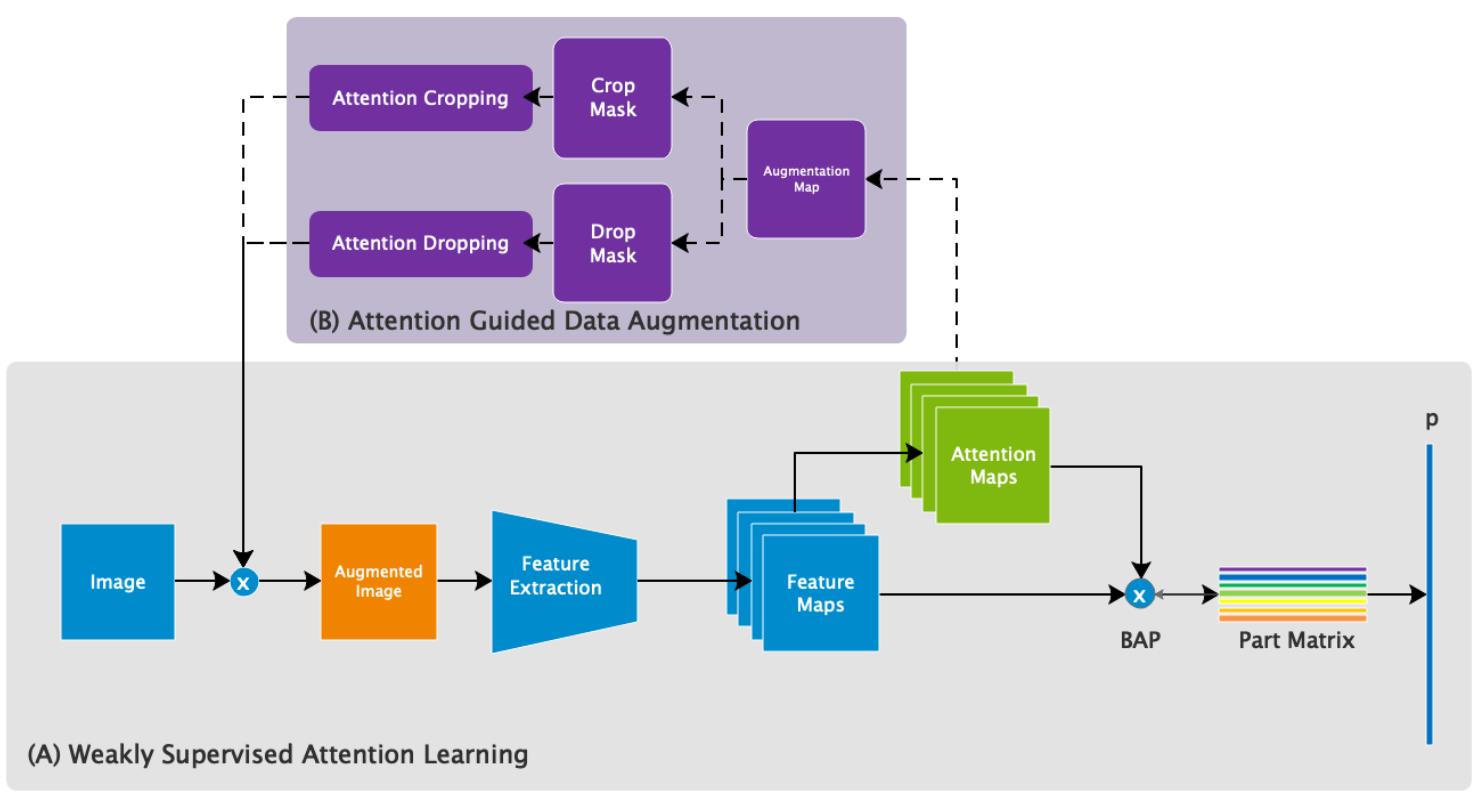 Attention Cropping
Crop
Mask
Augmentation
Map
Attention Dropping
Drop
Mask
(B) Attention Guided Data Augmentation
p
Attention
Maps
Image
x
Augmented
Image
Feature
Extraction
Feature
Maps
x
BAP
Part Matrix
(A) Weakly Supervised Attention Learning